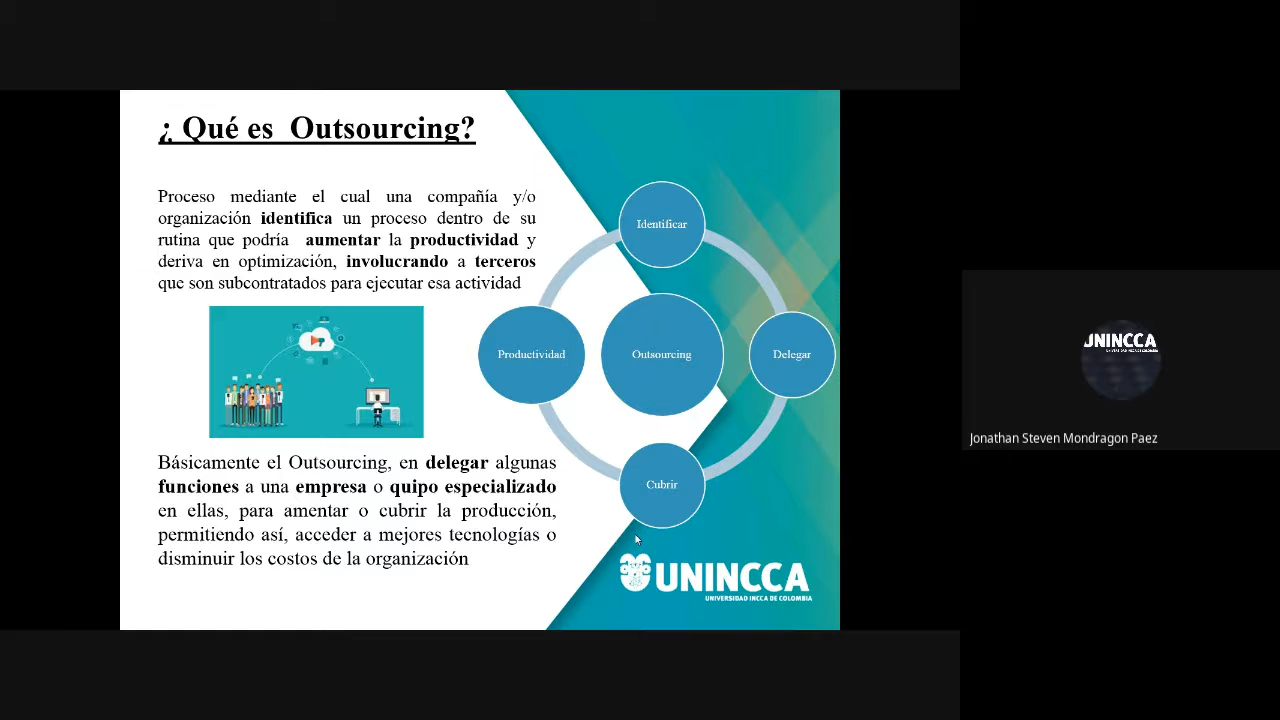 ¿ Qué es  Outsourcing?
Proceso mediante el cual una compañía y/o
organización identifica un proceso dentro de su
rutina que podría  aumentar la productividad y
deriva en optimización, involucrando a terceros
que son subcontratados para ejecutar esa actividad
Identificar
Productividad
Outsourcing
Delegar
Cubrir
Básicamente el Outsourcing, en delegar algunas
funciones a una empresa o quipo especializado
en ellas, para amentar o cubrir la producción,
permitiendo así, acceder a mejores tecnologías o
disminuir los costos de la organización
UNINCCA
UNIVERSIDAD INCCA DE COLOMBIA
UNINCCA
UNIVERSIDAD INCCA DE COLOMBIA
Jonathan Steven Mondragon Paez